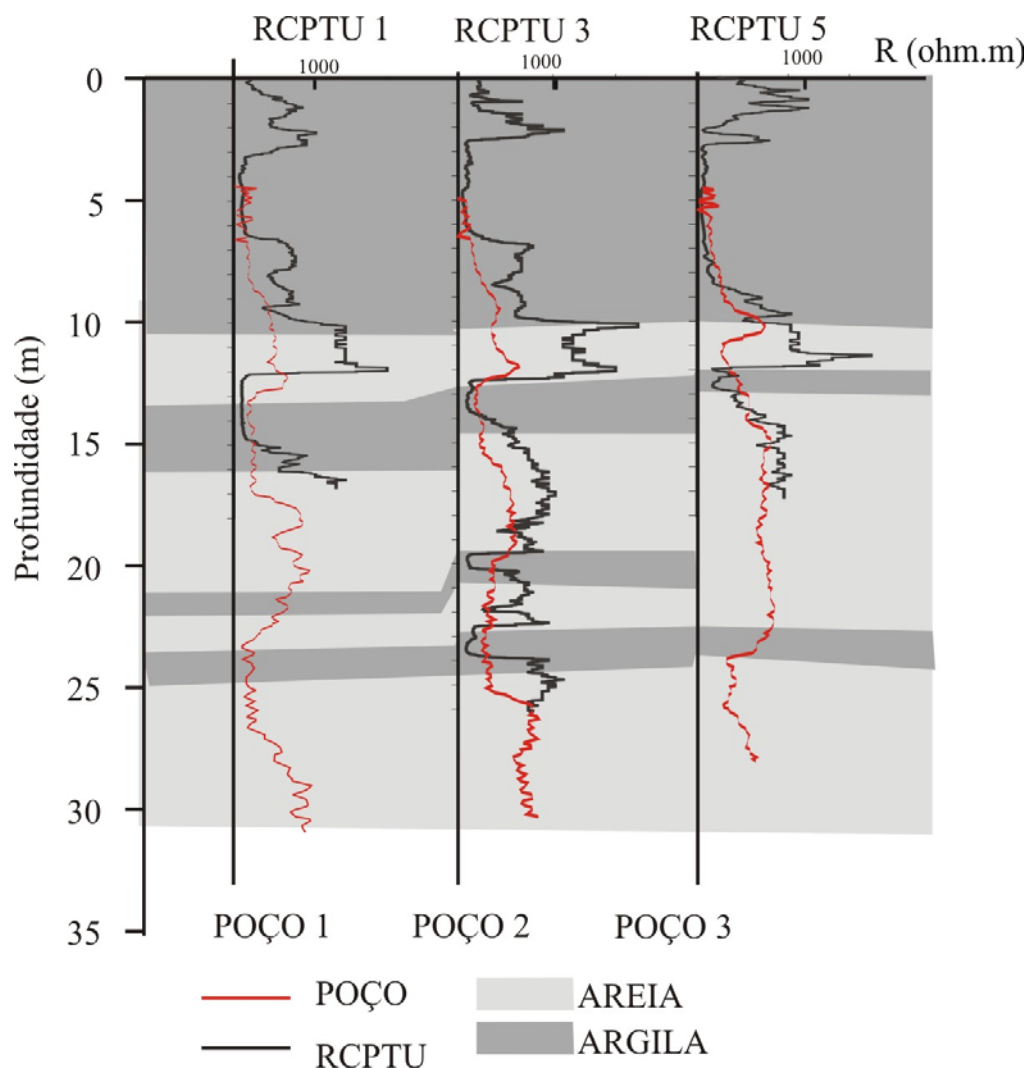 RCPTU 1 RCPTU 3 RCPTU 5
1000 1000 1000 R (ohm.m)
0
5
10
15
20
25
30
35
Profundidade (m)
POÇO 1 POÇO 2 POÇO 3
POÇO AREIA
RCPTU ARGILA